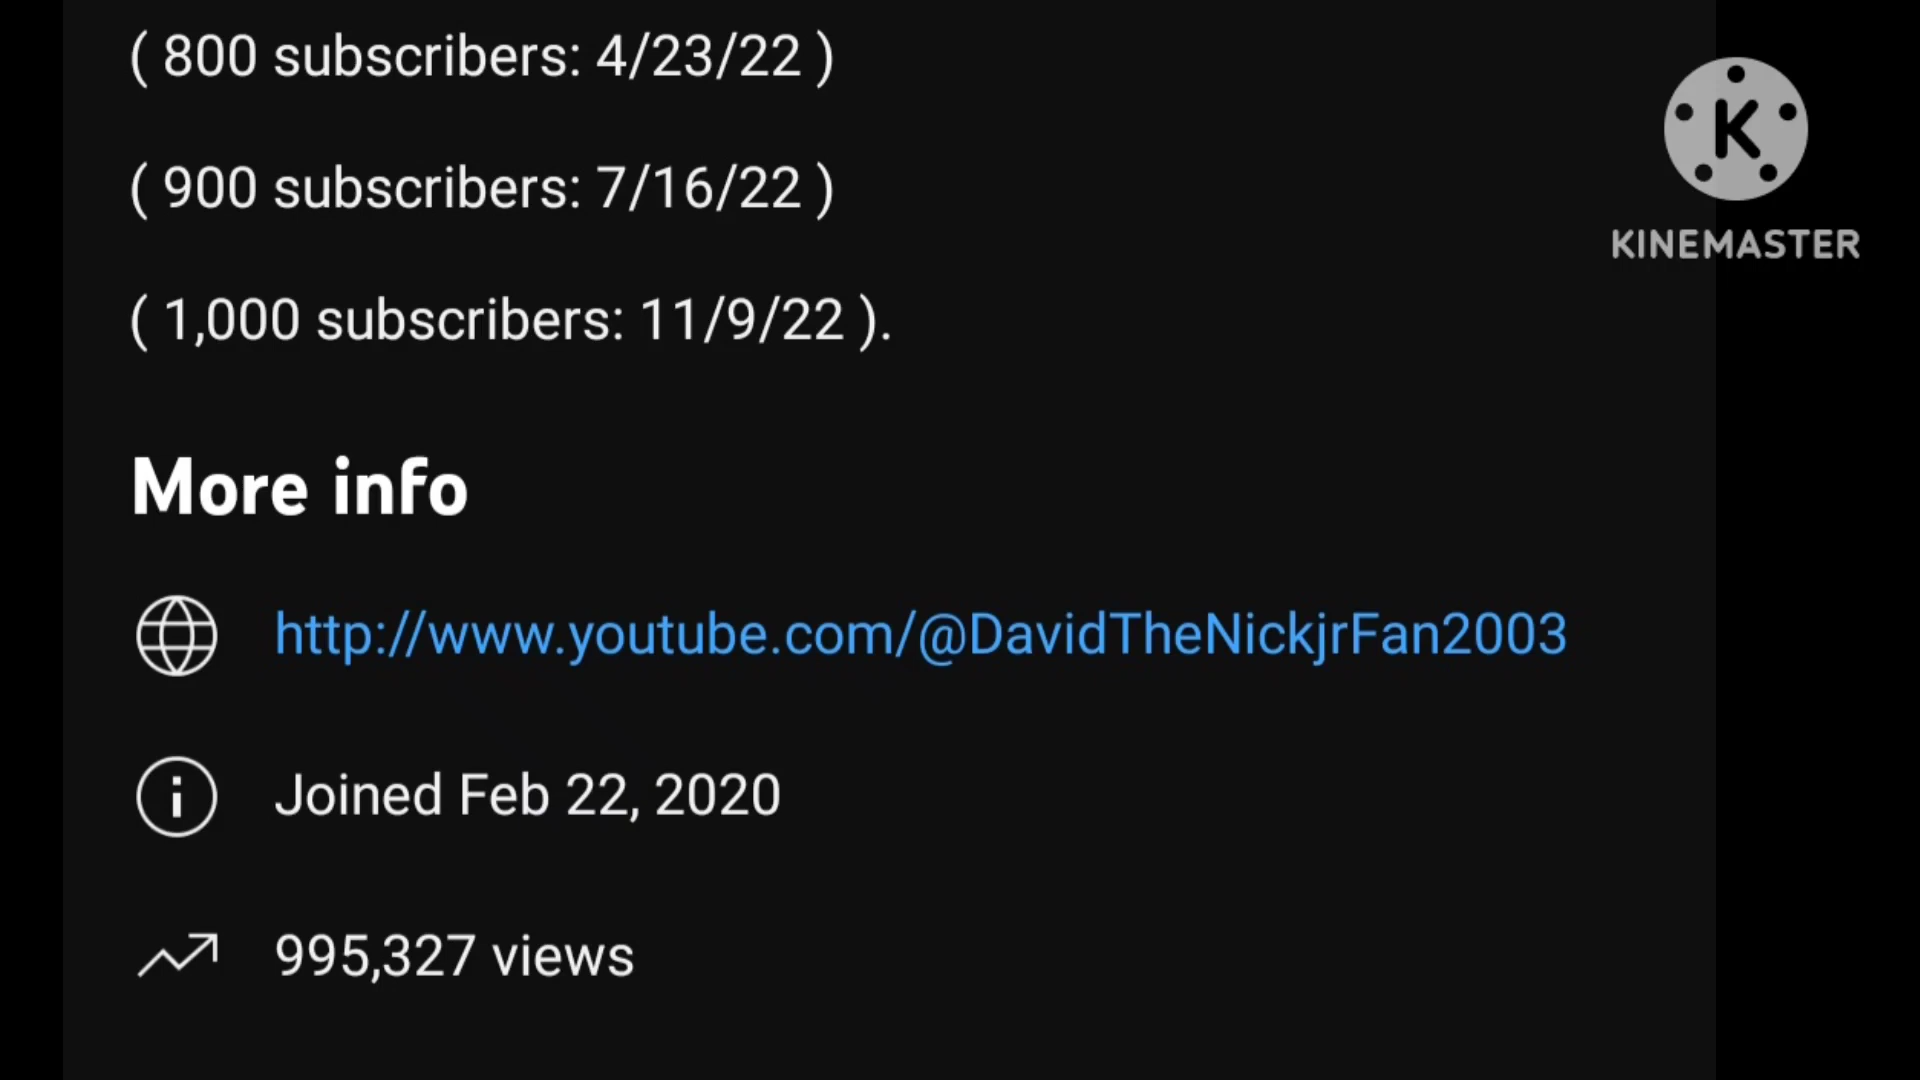 ( 800 subscribers: 4/23/22 )
( 900 subscribers: 7/16/22 )
( 1,000 subscribers: 11/9/22 ).
K
KINEMASTER
More info
http://www.youtube.com/@DavidTheNickjrFan2003
Joined Feb 22, 2020
995,327 views